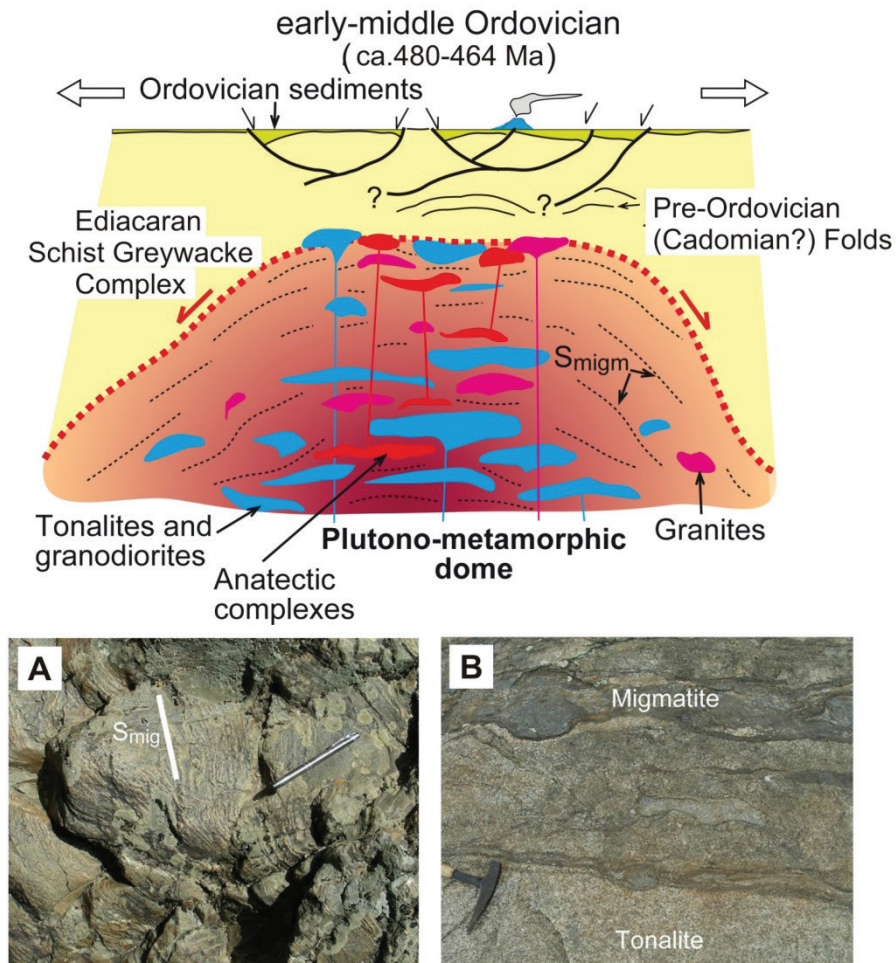 early-middle Ordovician
(ca.480-464 Ma)
Ordovician sediments
?
?
Pre-Ordovician
(Cadomian?) Folds
Ediacaran
Schist Greywacke
Complex
Smigm
Tonalites and
granodiorites
Anatectic
complexes
Plutono-metamorphic
dome
Granites
A
Smig
B
Migmatite
Tonalite